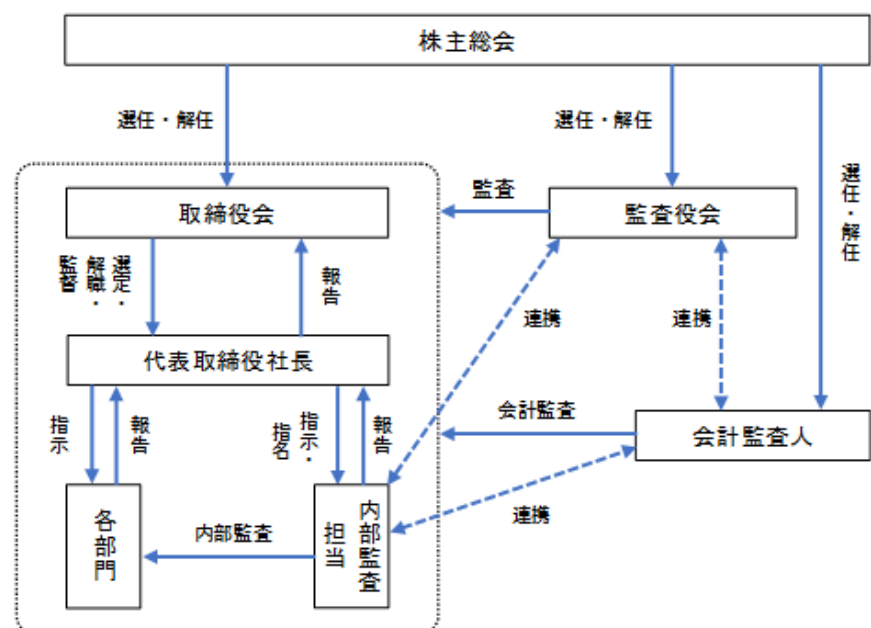 株主総会
選任・解任
選任・解任
選任・解任
取締役会
監査
監査役会
選定・
解職・
監督
報告
連携
連携
代表取締役社長
指示
報告
指示・
指名
報告
会計監査
会計監査人
各部門
内部監査
内部監査
担当
連携